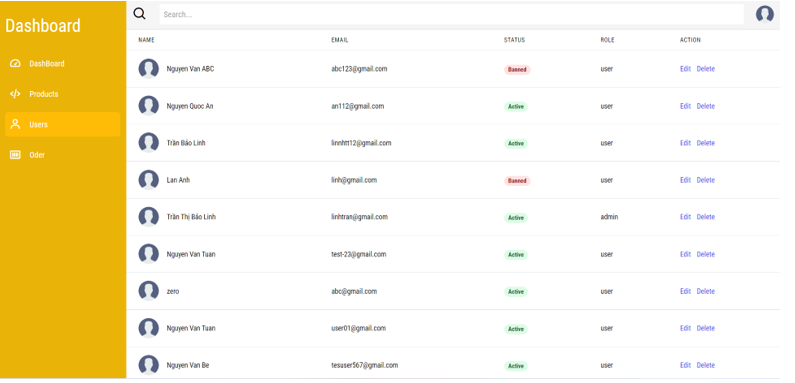 Dashboard
Search...
DashBoard
Products
Users
Oder
NAME EMAIL STATUS ROLE ACTION
Nguyen Van ABC abc123@gmail.com Banned user Edit Delete
Nguyen Quoc An an112@gmail.com Active user Edit Delete
Trần Bảo Linh linnhtt12@gmail.com Active user Edit Delete
Lan Anh linh@gmail.com Banned user Edit Delete
Trần Thị Bảo Linh linhtran@gmail.com Active admin Edit Delete
Nguyen Van Tuan test-23@gmail.com Active user Edit Delete
zero abc@gmail.com Active user Edit Delete
Nguyen Van Tuan user01@gmail.com Active user Edit Delete
Nguyen Van Be tesuser567@gmail.com Active user Edit Delete